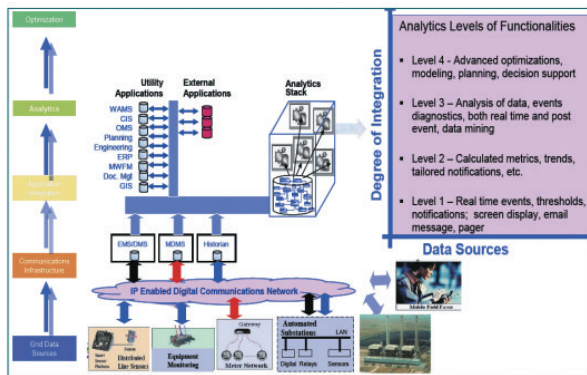 Optimization
Analytics
Communications
Infrastructure
Grid Data
Sources
Utility
Applications
External
Applications
WAMS
CIS
OMS
Planning
Engineering
ERP
MWFM
Doc. Mgt
GIS
Analytics
Stack
EMS/DMS
MDMS
Historian
IP Enabled Digital Communications Network
Distributed
Line Sensors
Equipment
Monitoring
Gateway
Meter Network
Automated
Substations
LAN
Digital Relays Sensors
Degree of Integration
Analytics Levels of Functionalities
• Level 4 - Advanced optimizations,
modeling, planning, decision
support
• Level 3 – Analysis of data, events
diagnostics, both real time and post
event, data mining
• Level 2 – Calculated metrics, trends,
tailored notifications, etc.
• Level 1 – Real time events, thresholds,
notifications; screen display, email
message, pager
Data Sources
Mobile Field Force